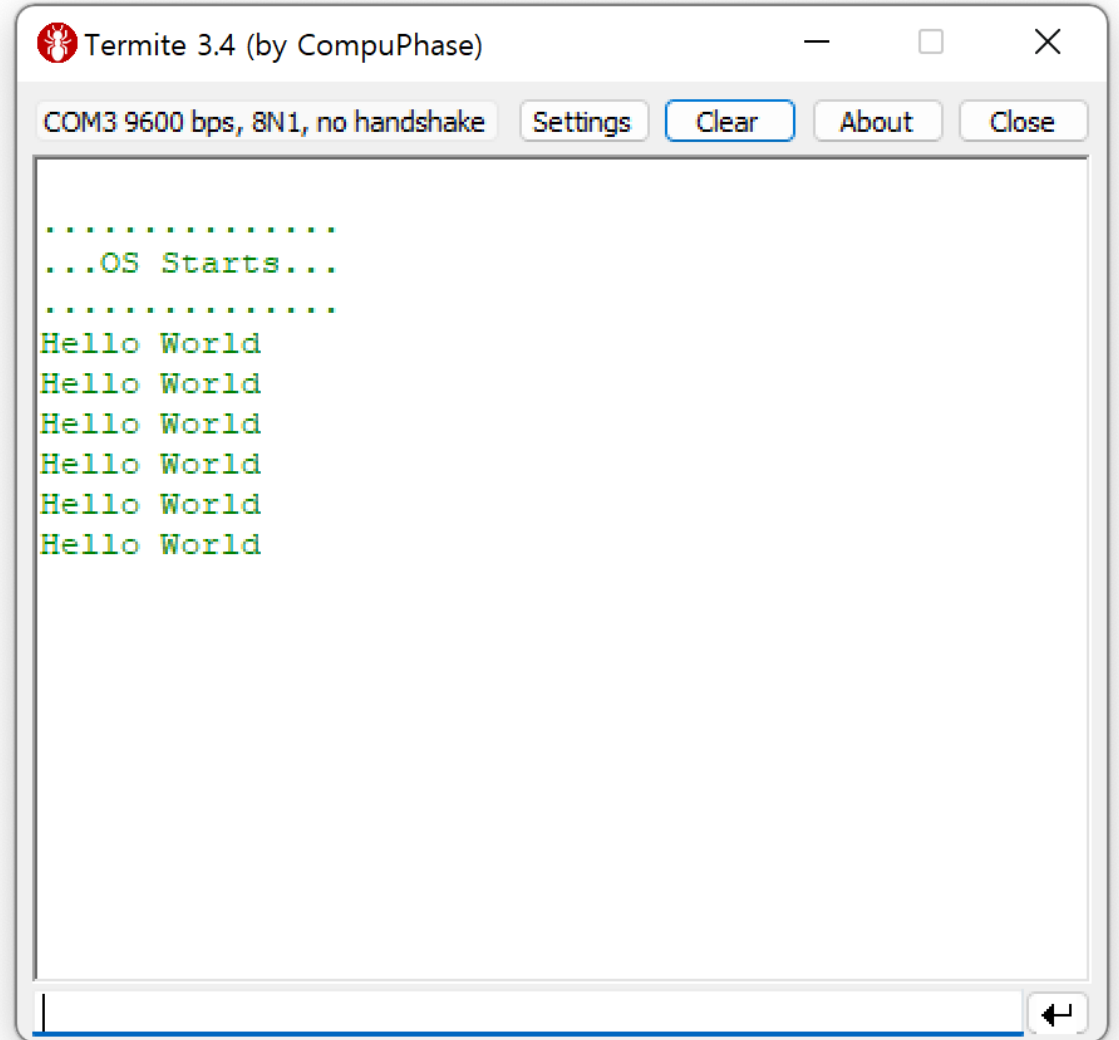 Termite 3.4 (by CompuPhase)
COM3 9600 bps, 8N1, no handshake Settings Clear About Close
...............
...OS Starts...
...............
Hello World
Hello World
Hello World
Hello World
Hello World
Hello World